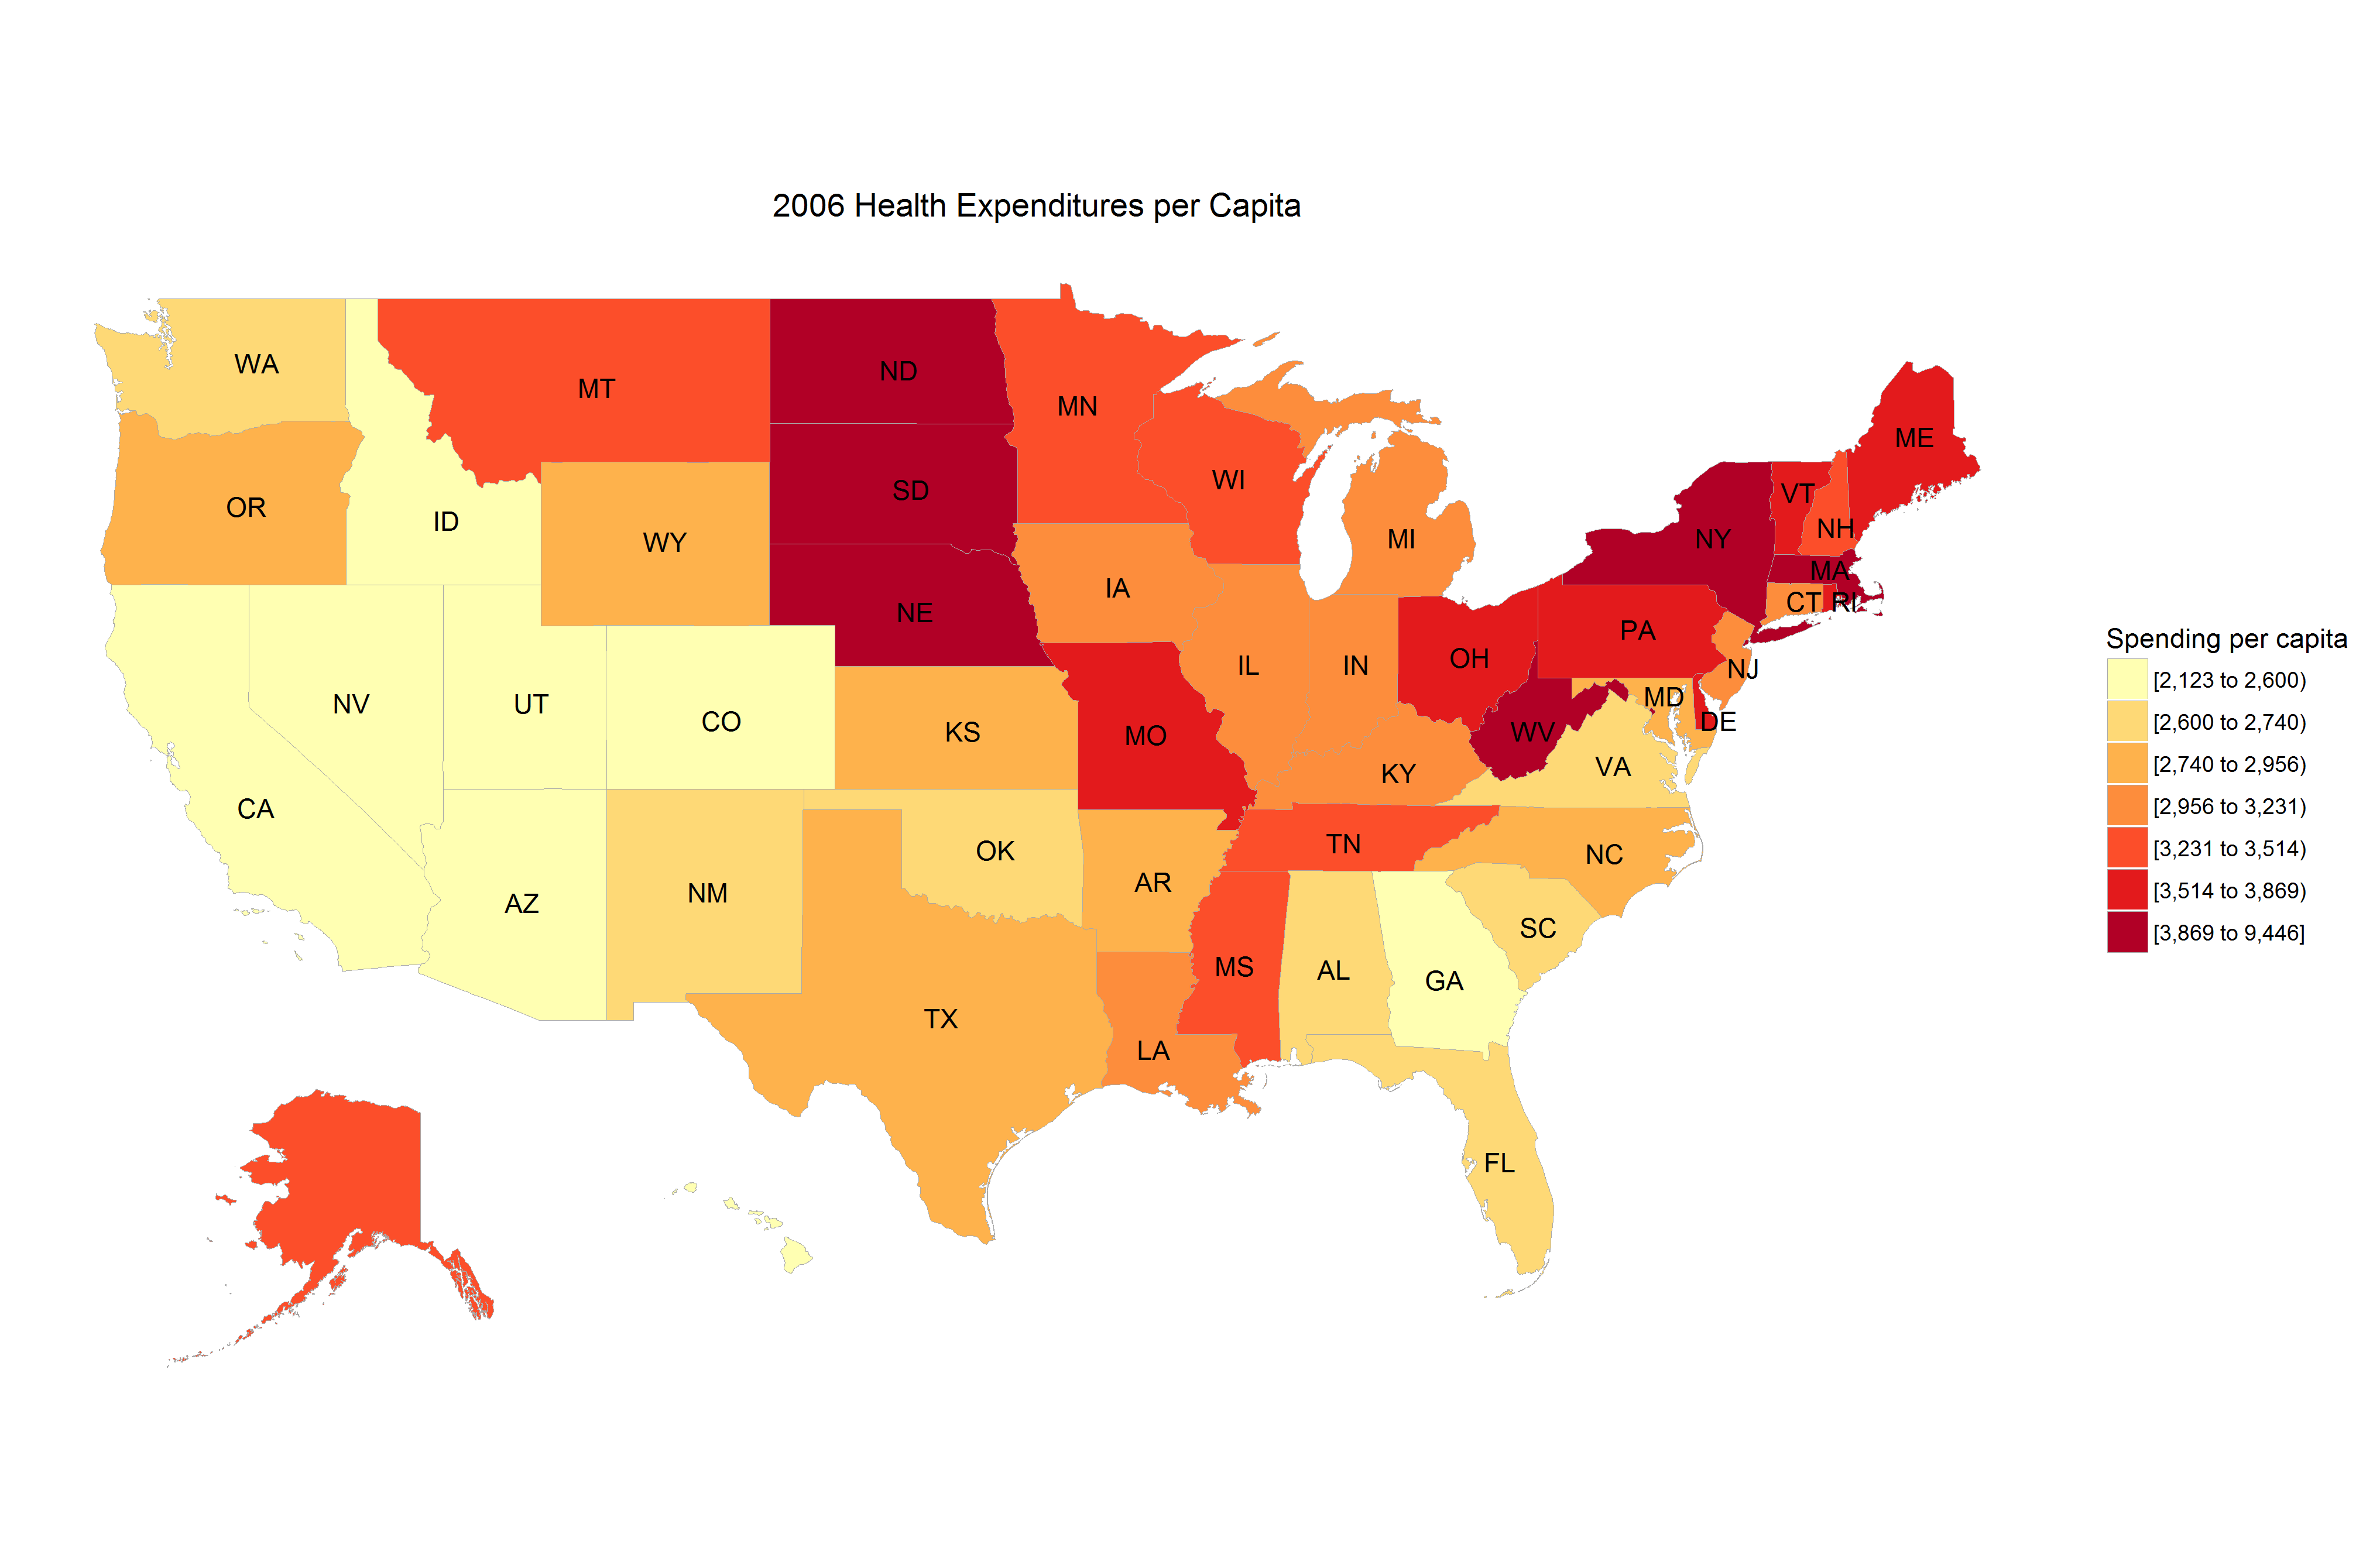 2006 Health Expenditures per Capita
WA
MT
ND
MN
ME
OR
ID
WY
SD
WI
MI
NY
VT
NH
MA
CT
RI
NE
IA
PA
NV
UT
CO
KS
MO
IL
IN
OH
NJ
MD
DE
WV
VA
KY
CA
AZ
NM
OK
AR
TN
NC
SC
TX
LA
MS
AL
GA
FL
Spending per capita
[2,123 to 2,600)
[2,600 to 2,740)
[2,740 to 2,956)
[2,956 to 3,231)
[3,231 to 3,514)
[3,514 to 3,869)
[3,869 to 9,446]